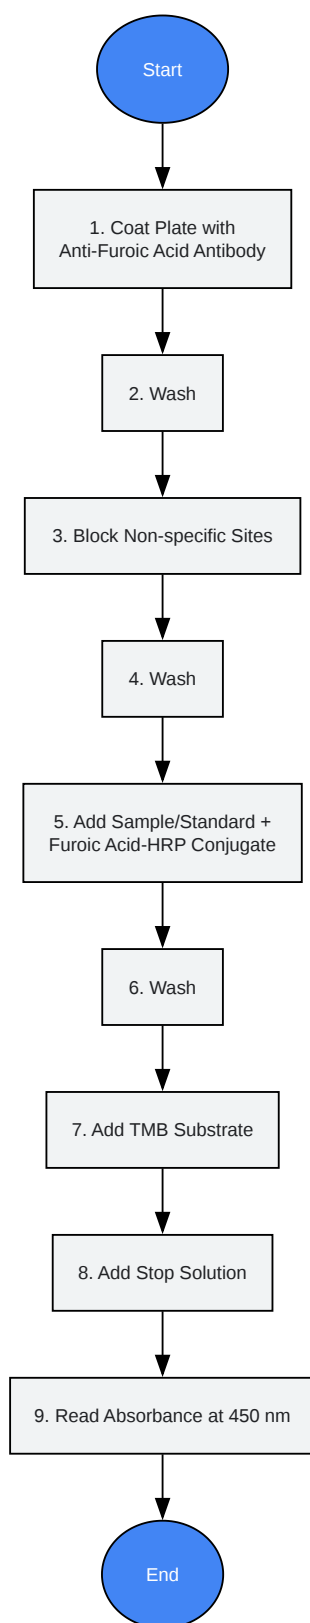 Start
1. Coat Plate with
Anti-Furoic Acid Antibody
2. Wash
3. Block Non-specific Sites
4. Wash
5. Add Sample/Standard +
Furoic Acid-HRP Conjugate
6. Wash
7. Add TMB Substrate
8. Add Stop Solution
9. Read Absorbance at 450 nm
End